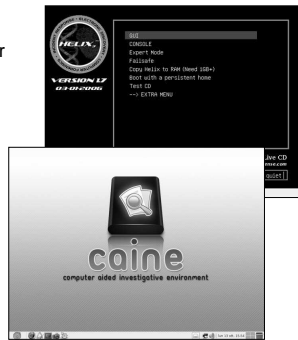 r
HELIX
VERSION 1.7
03-01-2006
GUI
CONSOLE
Expert Mode
Failsafe
Copy Helix to RAM (Need 1GB+)
Boot with a persistent home
Test CD
--> EXTRA MENU
Live CD
quiet
caine
computer aided investigative environment